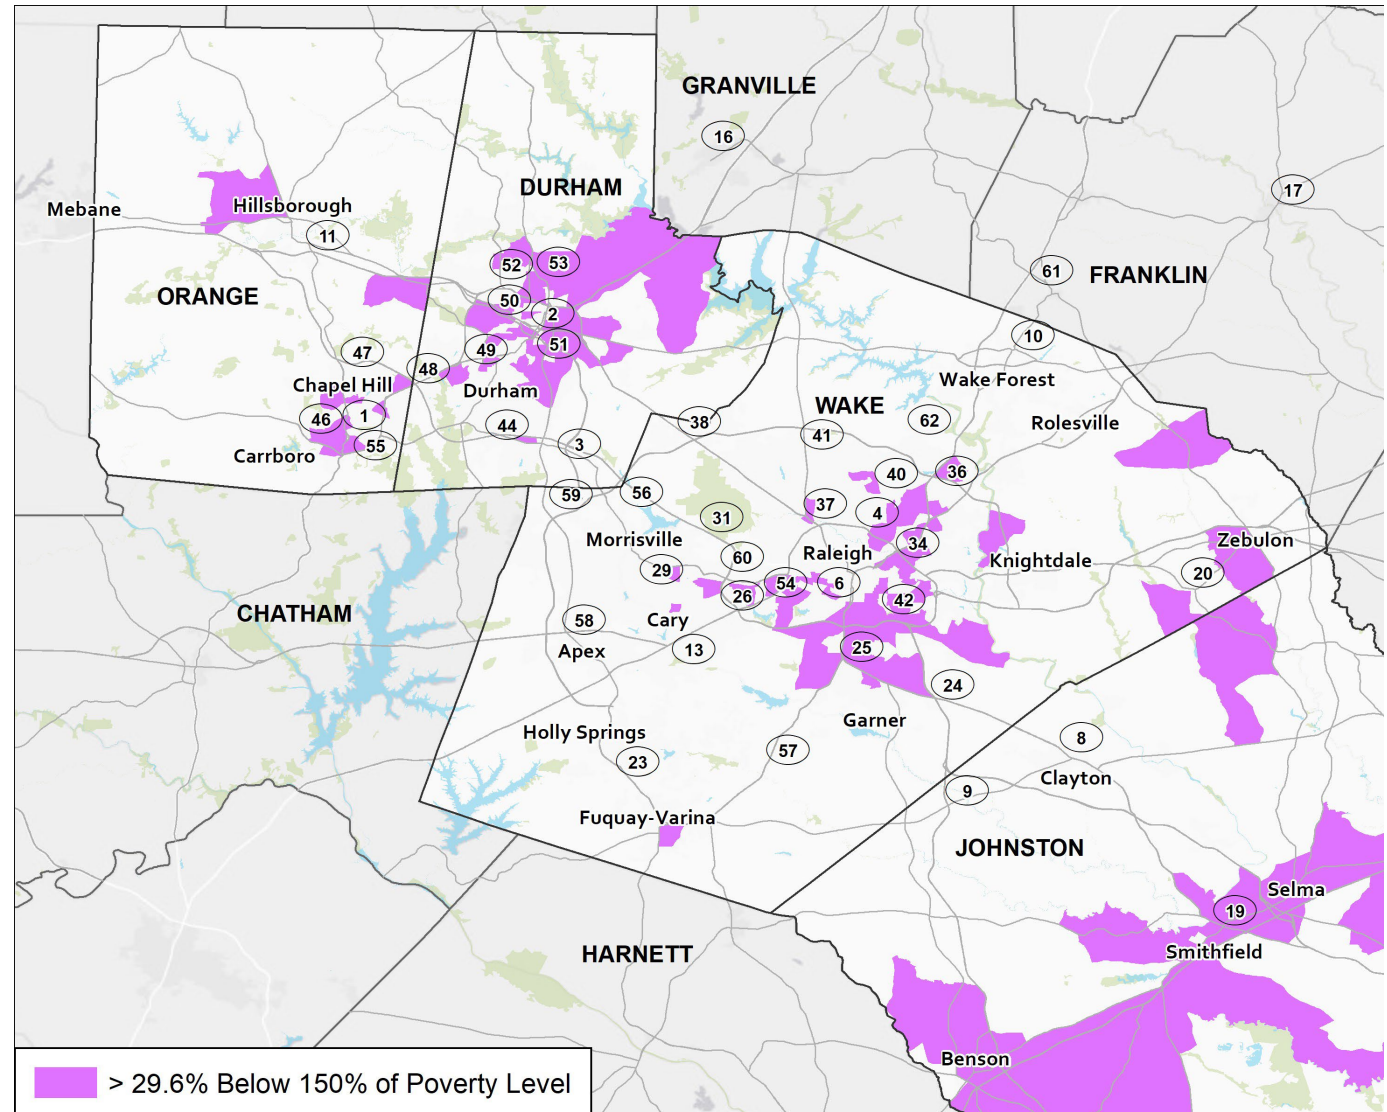 GRANVILLE
16
DURHAM
17
Mebane
Hillsborough
11
52
53
61
FRANKLIN
ORANGE
50
2
10
47
49
51
48
Chapel Hill
Durham
Wake Forest
WAKE
46
1
44
38
41
62
Rolesville
55
3
Carrboro
40
36
59
56
37
4
31
Morrisville
34
Zebulon
60
Raleigh
Knightdale
29
20
26
54
6
42
CHATHAM
58
Cary
Apex
13
25
24
Garner
Holly Springs
57
8
23
Clayton
9
Fuquay-Varina
JOHNSTON
Selma
19
HARNETT
Smithfield
Benson
> 29.6% Below 150% of Poverty Level